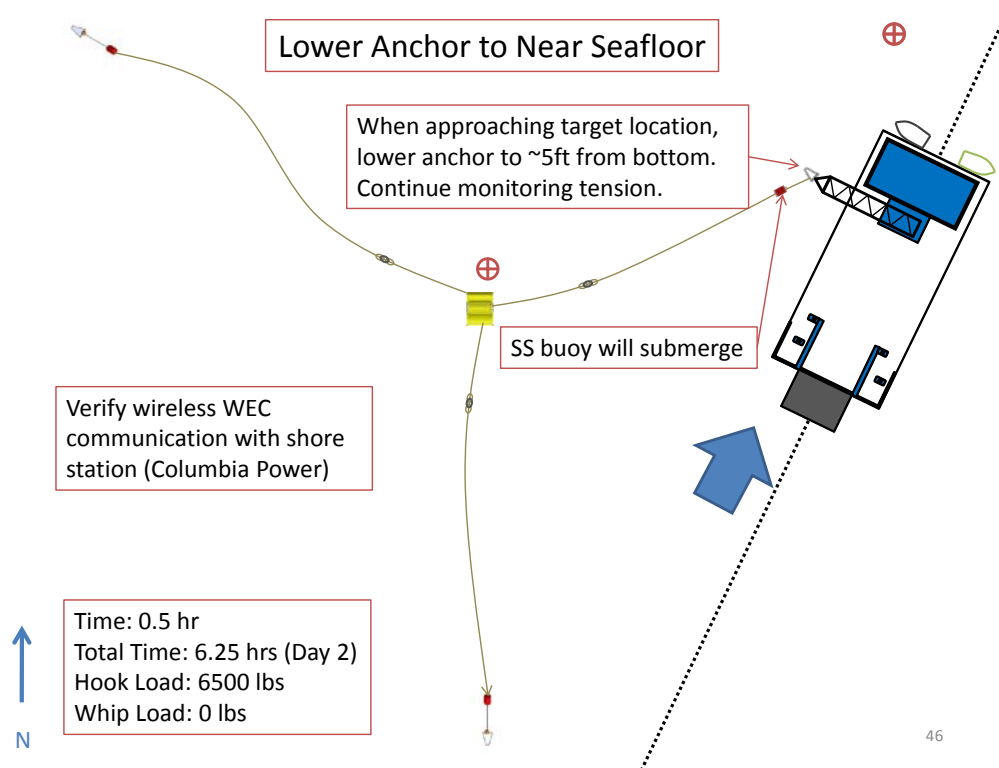 Lower Anchor to Near Seafloor
When approaching target location,
lower anchor to ~5ft from bottom.
Continue monitoring tension.
SS buoy will submerge
Verify wireless WEC
communication with shore
station (Columbia Power)
Time: 0.5 hr
Total Time: 6.25 hrs (Day 2)
Hook Load: 6500 lbs
Whip Load: 0 lbs
N
46